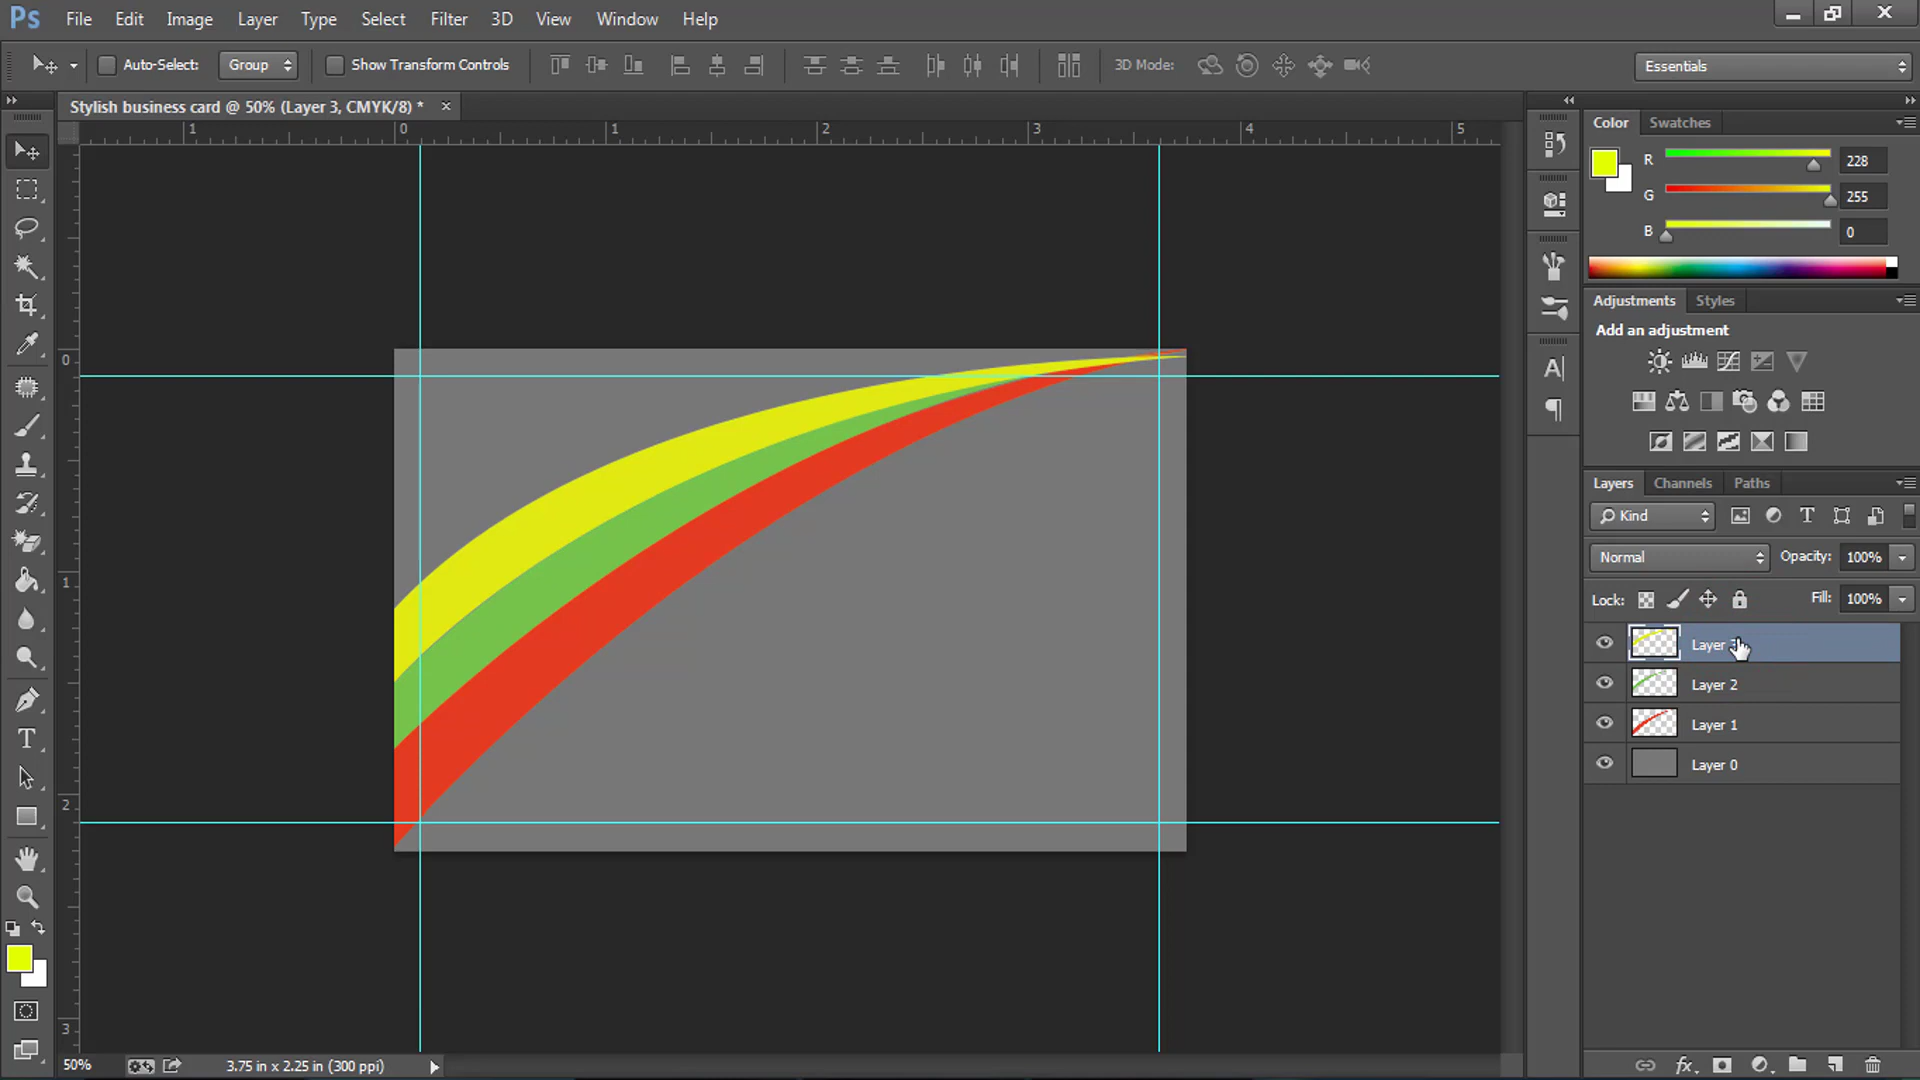 Ps File Edit Image Layer Type Select Filter 3D View Window Help
Auto-Select: Group Show Transform Controls 3D Mode: Essentials
Stylish business card @ 50% (Layer 3, CMYK/8) * ×
1 0 1 2 3 4 5
0
1
2
3
Color Swatches
R 228
G 255
B 0
Adjustments Styles
Add an adjustment
Layers Channels Paths
Kind
Normal Opacity: 100%
Lock: Fill: 100%
Layer
Layer 2
Layer 1
Layer 0
50% 3.75 in x 2.25 in (300 ppi)